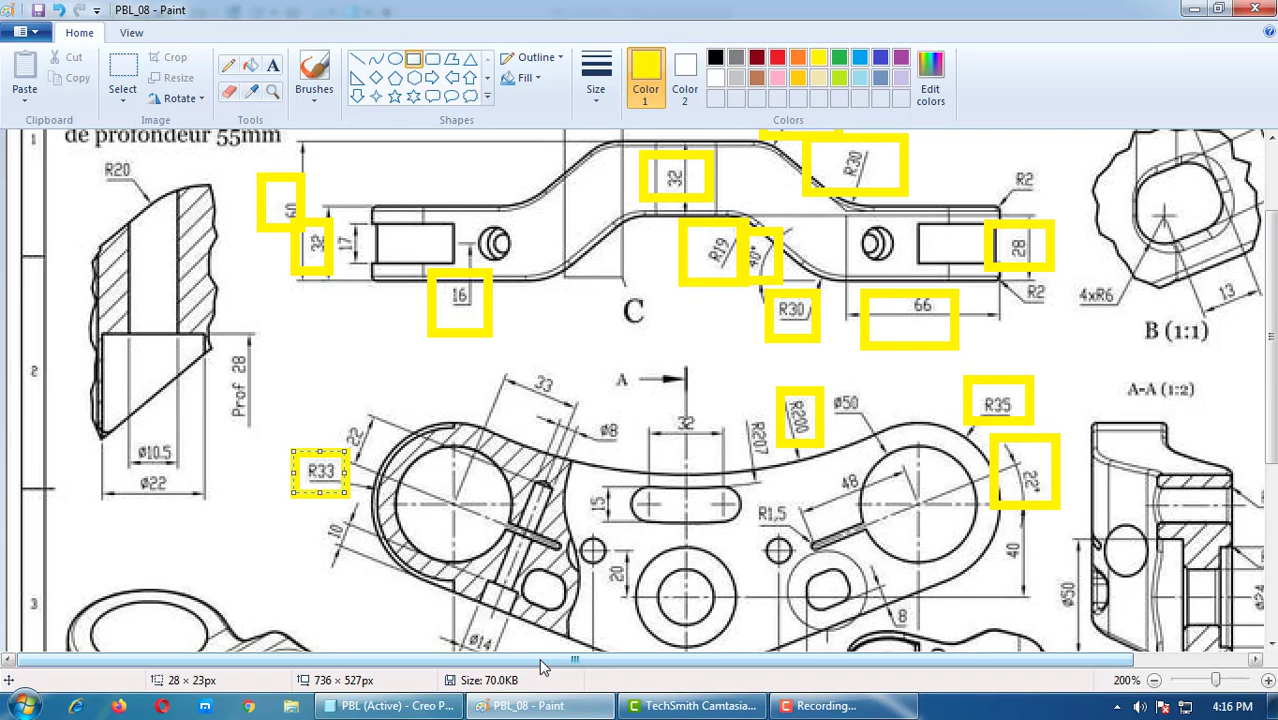 PBL_08 - Paint
Home
View
Paste
Cut
Copy
Clipboard
Select
Crop
Resize
Rotate
Image
A
Tools
Brushes
Shapes
Outline
Fill
Size
Color
1
Color
2
Colors
Edit
colors
de profondeur 55mm
1
2
3
R20
Prof 28
Ø10.5
Ø22
60
32
17
16
32
R30
R19
40°
R30
66
28
R2
R2
C
4xR6
13
B (1:1)
A
33
22
Ø8
32
R207
R200
Ø50
R35
22°
R33
10
15
48
R1,5
20
40
8
Ø14
A-A (1:2)
Ø50
28 × 23px
736 × 527px
Size: 70.0KB
200%
PBL (Active) - Creo P...
PBL_08 - Paint
TechSmith Camtasia...
Recording...
4:16 PM